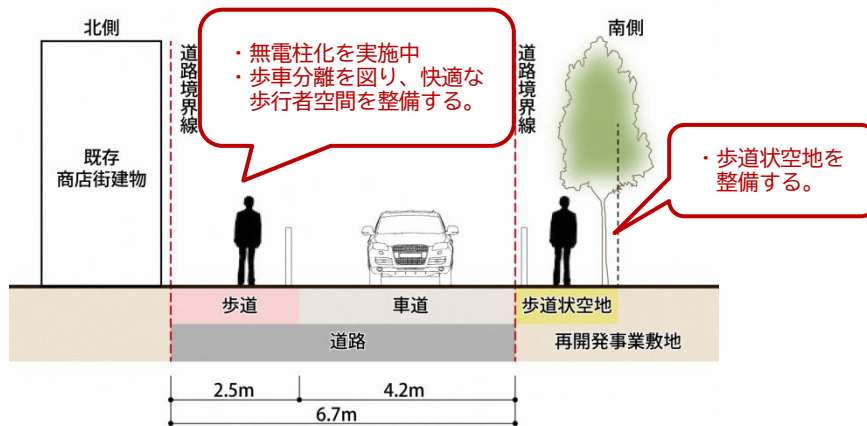 北側
南側
道路境界線
・無電柱化を実施中
・歩車分離を図り、快適な
歩行者空間を整備する。
道路境界線
・歩道状空地を
整備する。
既存
商店街建物
歩道
車道
歩道状空地
道路
再開発事業敷地
2.5m
4.2m
6.7m